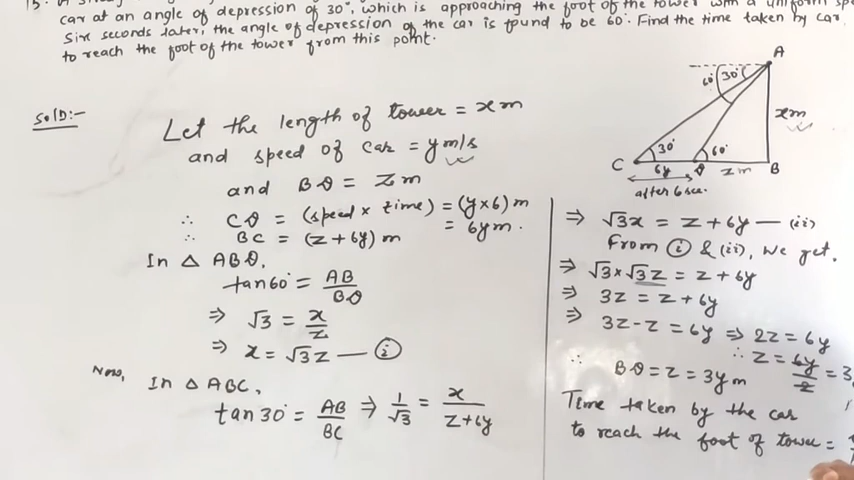 car at an angle of depression of 30°, which is approaching the foot of the tower with a uniform
Six seconds later, the angle of depression of the car is found to be 60°. Find the time taken by car
to reach the foot of the tower from this point.
SolD:-
Let the length of tower = x m
and speed of car = y m/s
and BD = Z m
∴ CD = (speed × time) = (y×6) m
= 6y m.
∴ BC = (z + 6y) m
In △ ABD,
tan 60° = AB/BD
⇒ √3 = x/z
⇒ x = √3z — (i)
Now, In △ ABC,
tan 30° = AB/BC ⇒ 1/√3 = x/(z+6y)
A
60° 30°
x m
30° 60°
C 6y D z m B
after 6 sec.
⇒ √3x = z + 6y — (ii)
From (i) & (ii), we get.
⇒ √3 × √3z = z + 6y
⇒ 3z = z + 6y
⇒ 3z - z = 6y ⇒ 2z = 6y
∴ z = 6y/2 = 3
∴ BD = z = 3y m
Time taken by the car
to reach the foot of tower =